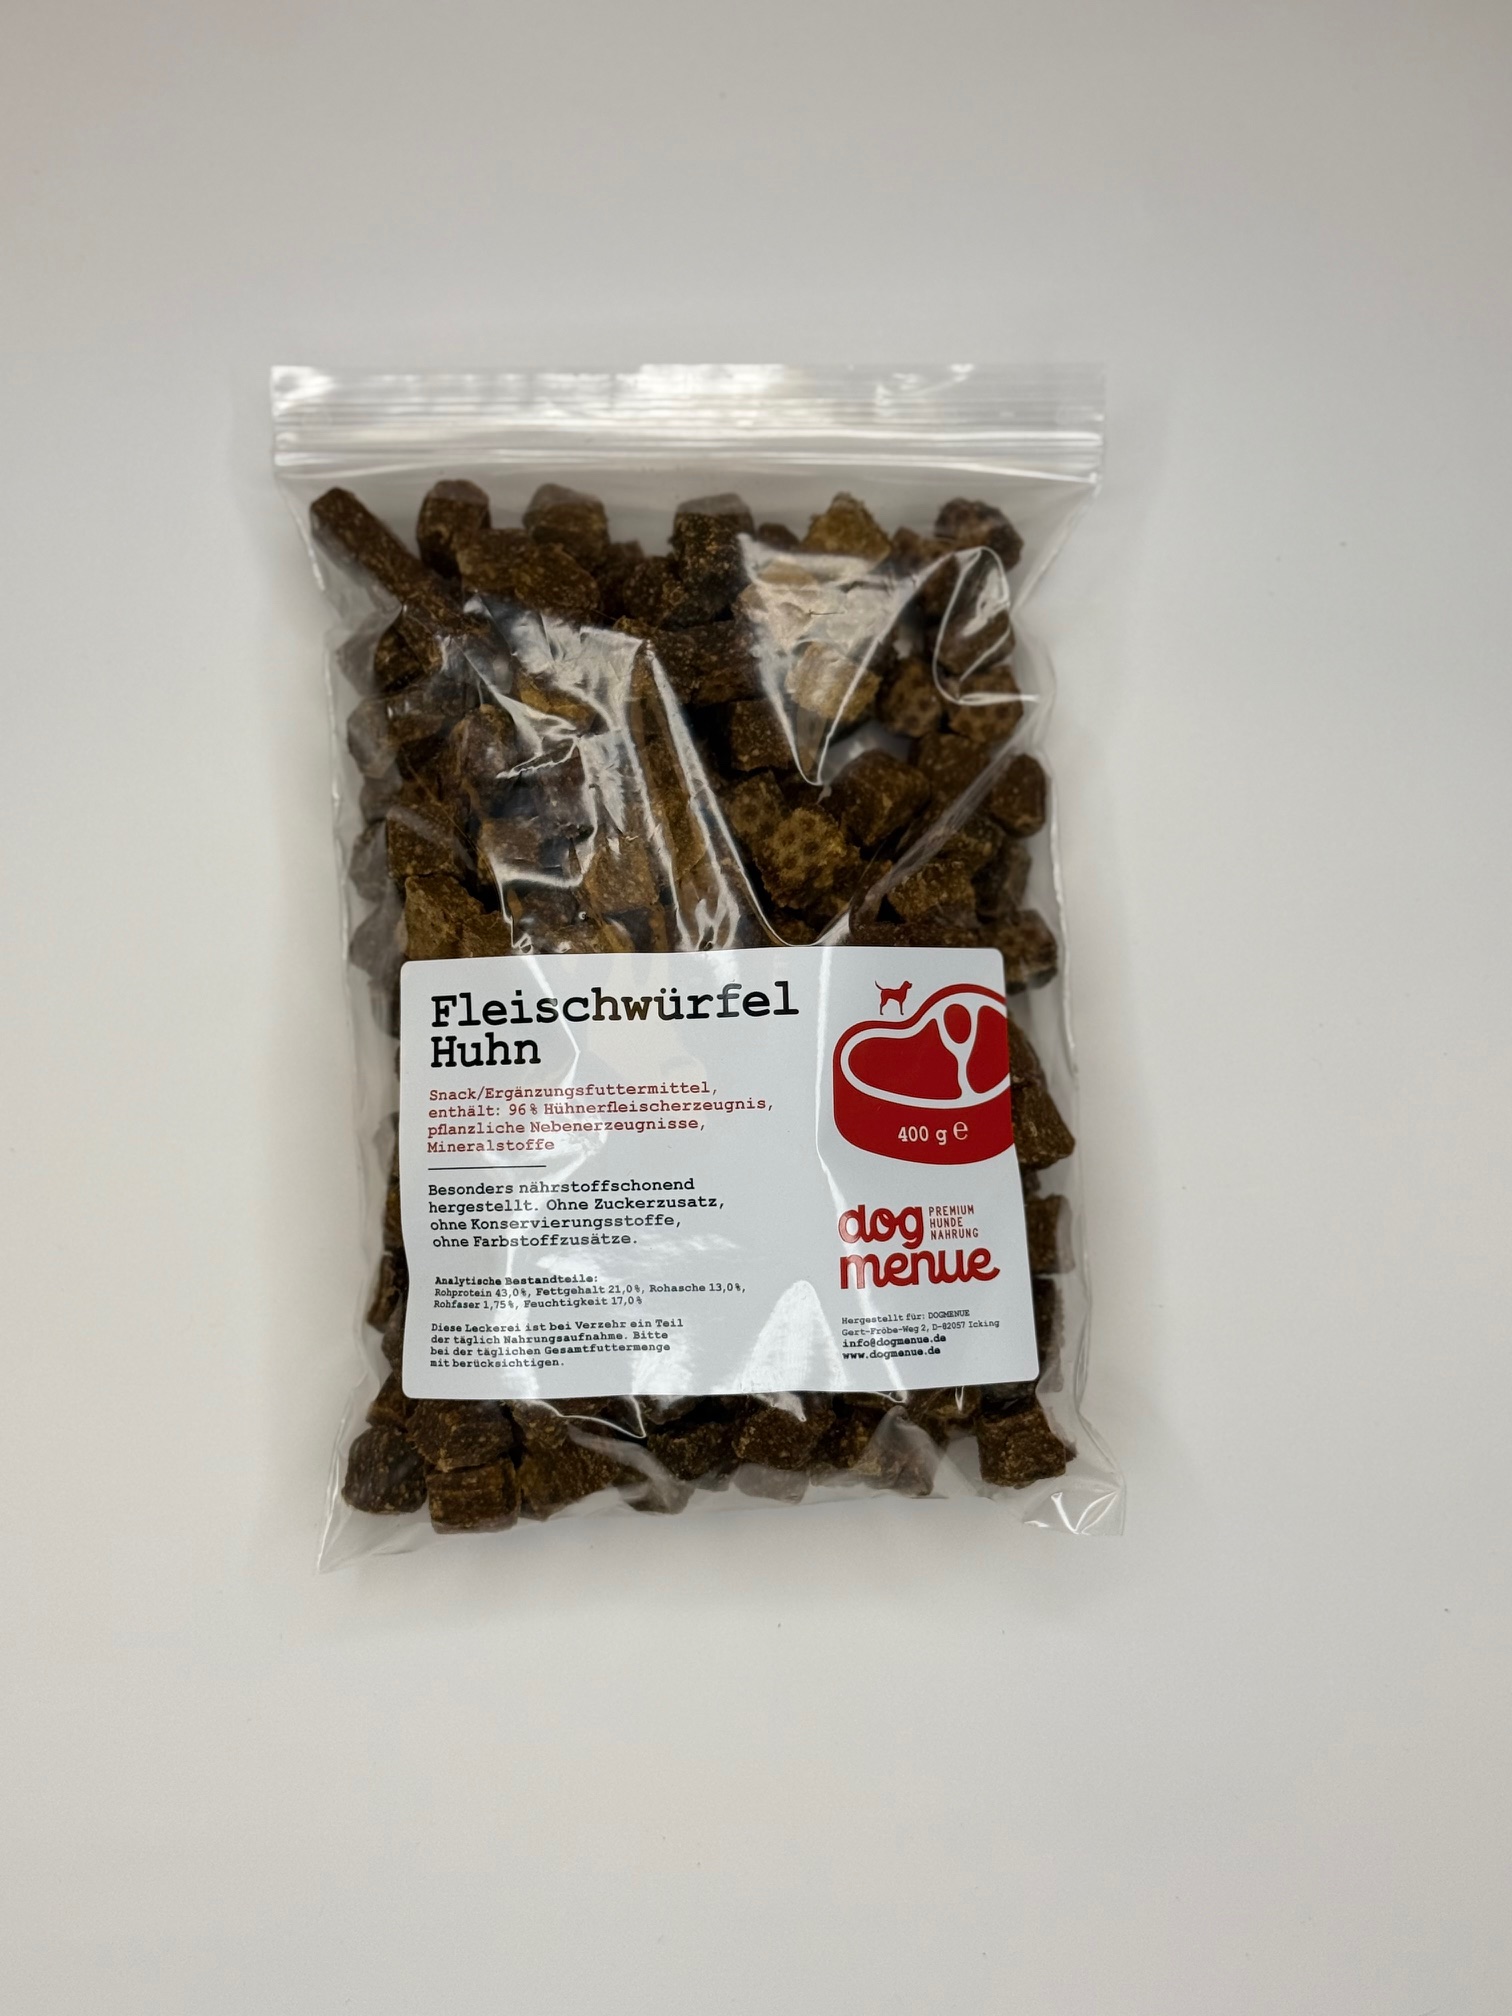 Fleischwürfel
Huhn
Snack/Ergänzungsfuttermittel,
enthält: 96% Hühnerfleischerzeugnis,
pflanzliche Nebenerzeugnisse,
Mineralstoffe
Besonders nährstoffschonend
hergestellt. Ohne Zuckerzusatz,
ohne Konservierungsstoffe,
ohne Farbstoffzusätze.
Analytische Bestandteile:
Rohprotein 43,0%, Fettgehalt 21,0%, Rohasche 13,0%,
Rohfaser 1,75%, Feuchtigkeit 17,0%
Diese Leckerei ist bei Verzehr ein Teil
der täglich Nahrungsaufnahme. Bitte
bei der täglichen Gesamtfuttermenge
mit berücksichtigen.
400 g e
dog
menue
PREMIUM
HUNDE
NAHRUNG
Hergestellt für: DOGMENUE
Gert-Fröbe-Weg 2, D-82057 Icking
info@dogmenue.de
www.dogmenue.de